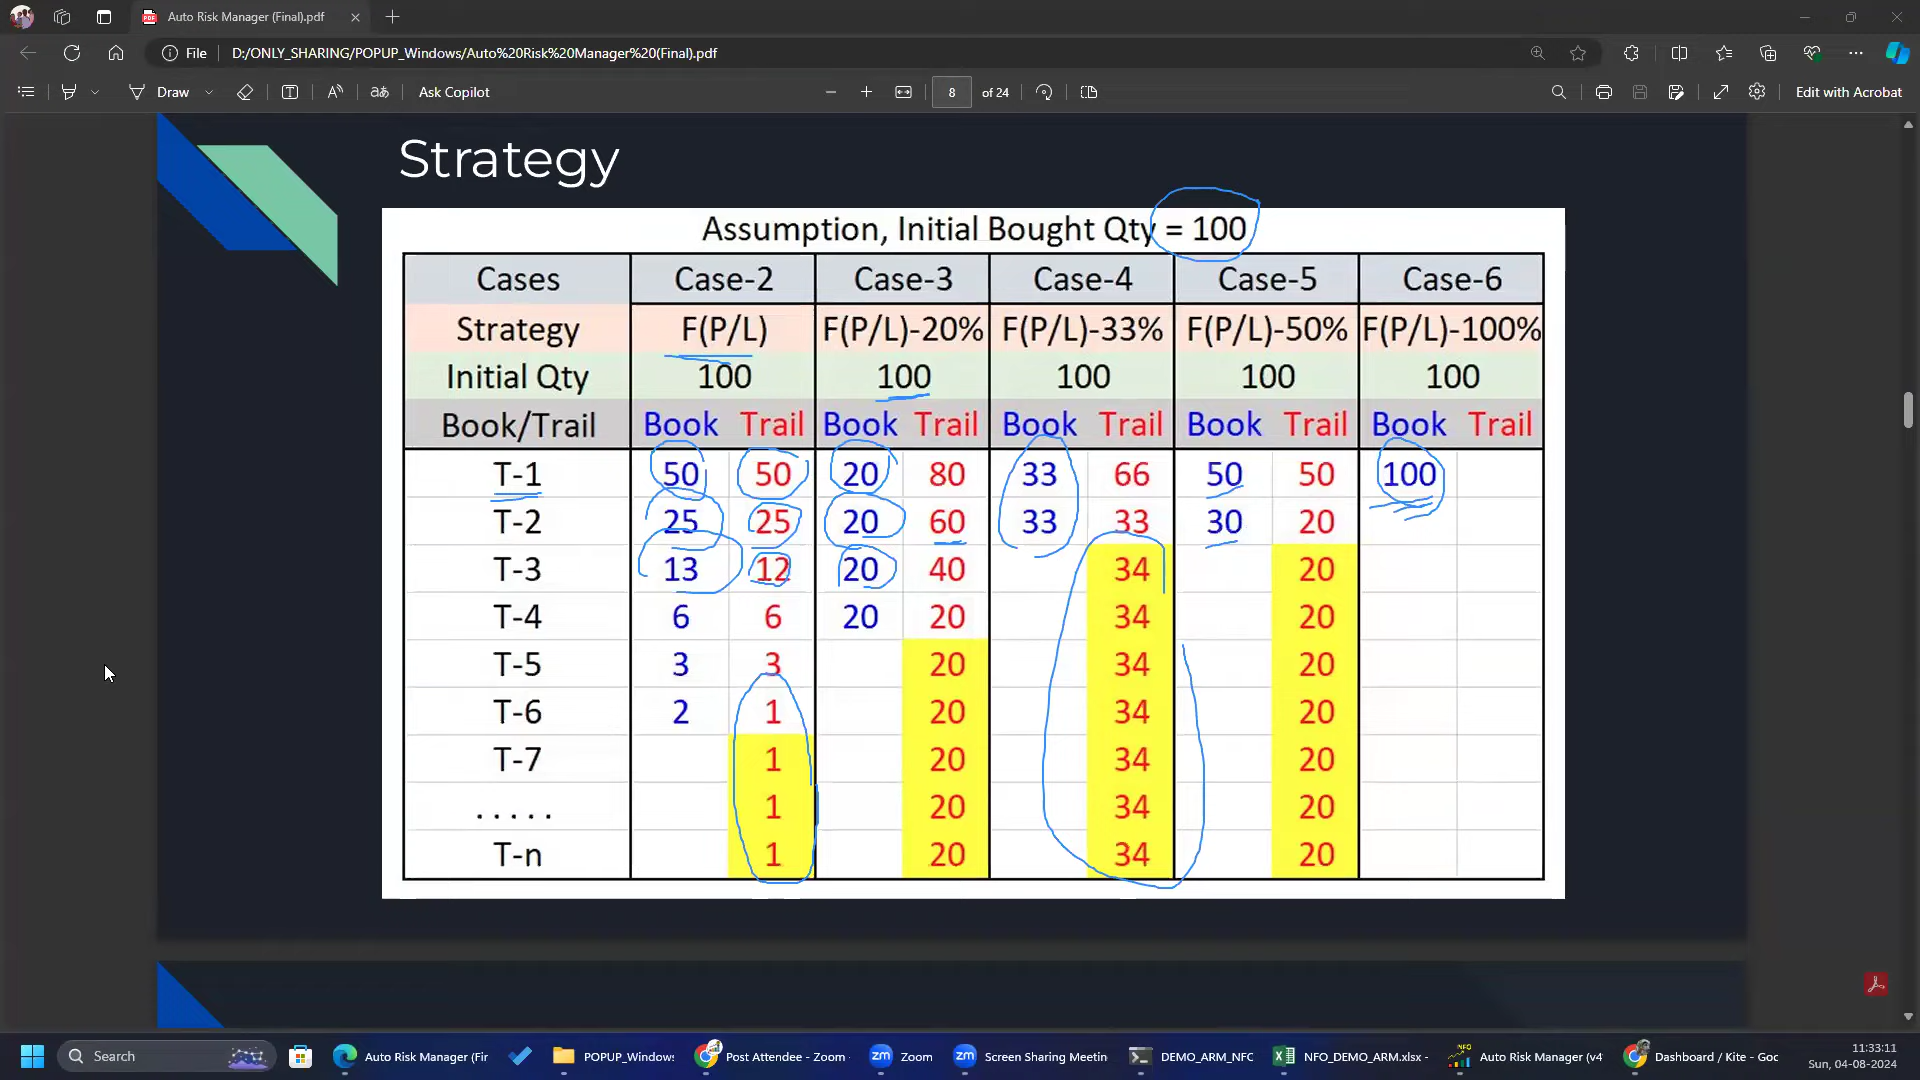 Auto Risk Manager (Final).pdf
File D:/ONLY_SHARING/POPUP_Windows/Auto%20Risk%20Manager%20(Final).pdf
Draw Ask Copilot 8 of 24 Edit with Acrobat
Strategy
Assumption, Initial Bought Qty = 100
Cases Case-2 Case-3 Case-4 Case-5 Case-6
Strategy F(P/L) F(P/L)-20% F(P/L)-33% F(P/L)-50% F(P/L)-100%
Initial Qty 100 100 100 100 100
Book/Trail Book Trail Book Trail Book Trail Book Trail Book Trail
T-1 50 50 20 80 33 66 50 50 100
T-2 25 25 20 60 33 33 30 20
T-3 13 12 20 40 34 20
T-4 6 6 20 20 34 20
T-5 3 3 20 34 20
T-6 2 1 20 34 20
T-7 1 20 34 20
. . . . . 1 20 34 20
T-n 1 20 34 20
Search Auto Risk Manager (Fir POPUP_Windows Post Attendee - Zoom Zoom Screen Sharing Meetin DEMO_ARM_NFC NFO_DEMO_ARM.xlsx - Auto Risk Manager (v4 Dashboard / Kite - Goc 11:33:11
Sun, 04-08-2024